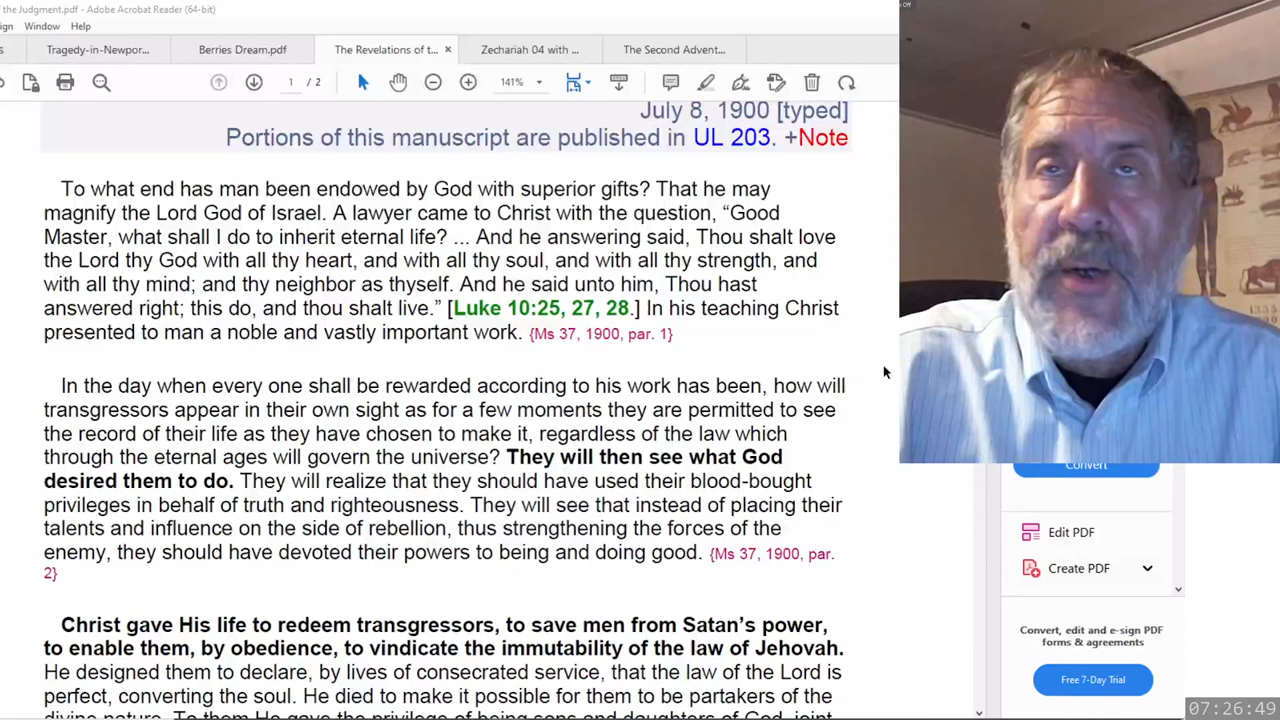 f the Judgment.pdf - Adobe Acrobat Reader (64-bit)
ign Window Help
s Tragedy-in-Newpor... Berries Dream.pdf The Revelations of t... × Zechariah 04 with ... The Second Advent...
1 / 2 141%
July 8, 1900 [typed]
Portions of this manuscript are published in UL 203. +Note
To what end has man been endowed by God with superior gifts? That he may
magnify the Lord God of Israel. A lawyer came to Christ with the question, “Good
Master, what shall I do to inherit eternal life? ... And he answering said, Thou shalt love
the Lord thy God with all thy heart, and with all thy soul, and with all thy strength, and
with all thy mind; and thy neighbor as thyself. And he said unto him, Thou hast
answered right; this do, and thou shalt live.” [Luke 10:25, 27, 28.] In his teaching Christ
presented to man a noble and vastly important work. {Ms 37, 1900, par. 1}
In the day when every one shall be rewarded according to his work has been, how will
transgressors appear in their own sight as for a few moments they are permitted to see
the record of their life as they have chosen to make it, regardless of the law which
through the eternal ages will govern the universe? They will then see what God
desired them to do. They will realize that they should have used their blood-bought
privileges in behalf of truth and righteousness. They will see that instead of placing their
talents and influence on the side of rebellion, thus strengthening the forces of the
enemy, they should have devoted their powers to being and doing good. {Ms 37, 1900, par.
2}
Christ gave His life to redeem transgressors, to save men from Satan’s power,
to enable them, by obedience, to vindicate the immutability of the law of Jehovah.
He designed them to declare, by lives of consecrated service, that the law of the Lord is
perfect, converting the soul. He died to make it possible for them to be partakers of the
divine nature. To them He gave the privilege of being sons and daughters of God, joint
Convert
Edit PDF
Create PDF
Convert, edit and e-sign PDF
forms & agreements
Free 7-Day Trial
07:26:49